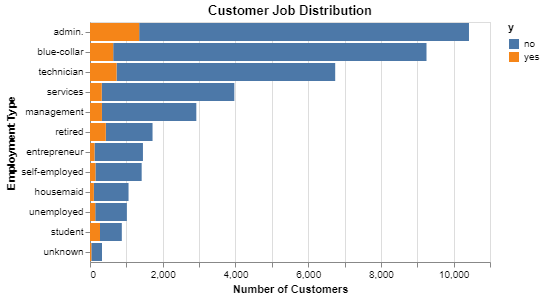 Customer Job Distribution
y
no
yes
admin.
blue-collar
technician
services
management
retired
entrepreneur
self-employed
housemaid
unemployed
student
unknown
Employment Type
0 2,000 4,000 6,000 8,000 10,000
Number of Customers